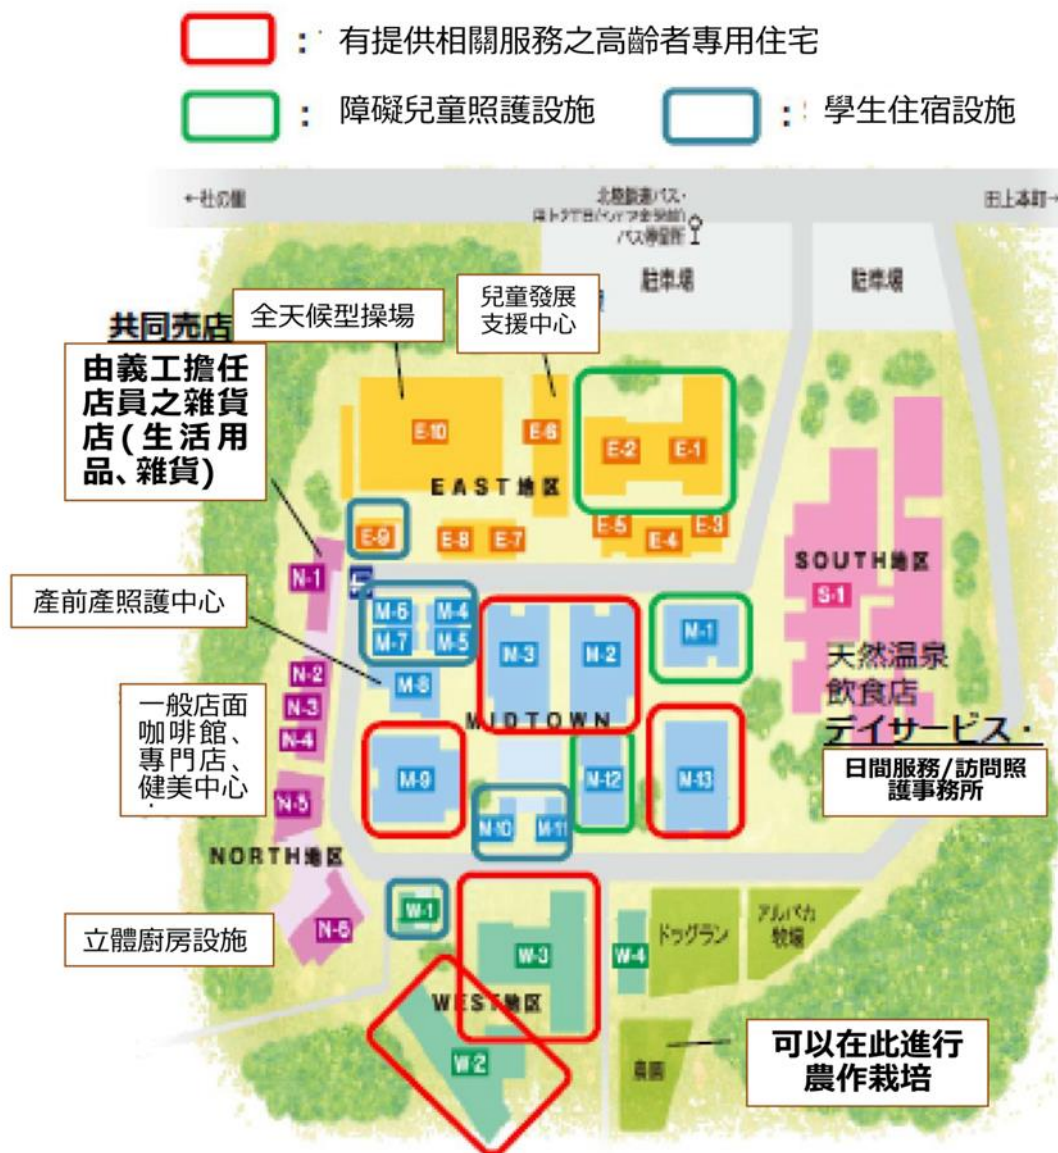 ： 有提供相關服務之高齡者專用住宅
： 障礙兒童照護設施
： 學生住宿設施
←杜の里
北陸鉄道バス・
バス停留所
田上本町→
駐車場
駐車場
共同売店
全天候型操場
兒童發展
支援中心
由義工擔任
店員之雜貨
店(生活用
品、雜貨)
E-10
E-6
E-2
E-1
EAST地区
E-9
E-8
E-7
E-5
E-4
E-3
SOUTH地区
S-1
N-1
產前產照護中心
M-6
M-4
M-7
M-5
M-3
M-2
M-1
天然温泉
飲食店
デイサービス・
日間服務/訪問照
護事務所
N-2
N-3
N-4
N-5
M-8
MIDTOWN
一般店面
咖啡館、
專門店、
健美中心
M-9
M-12
M-13
M-10
M-11
NORTH地区
N-6
立體廚房設施
W-1
W-3
W-4
ドッグラン
アルパカ
牧場
WEST地区
W-2
農園
可以在此進行
農作栽培